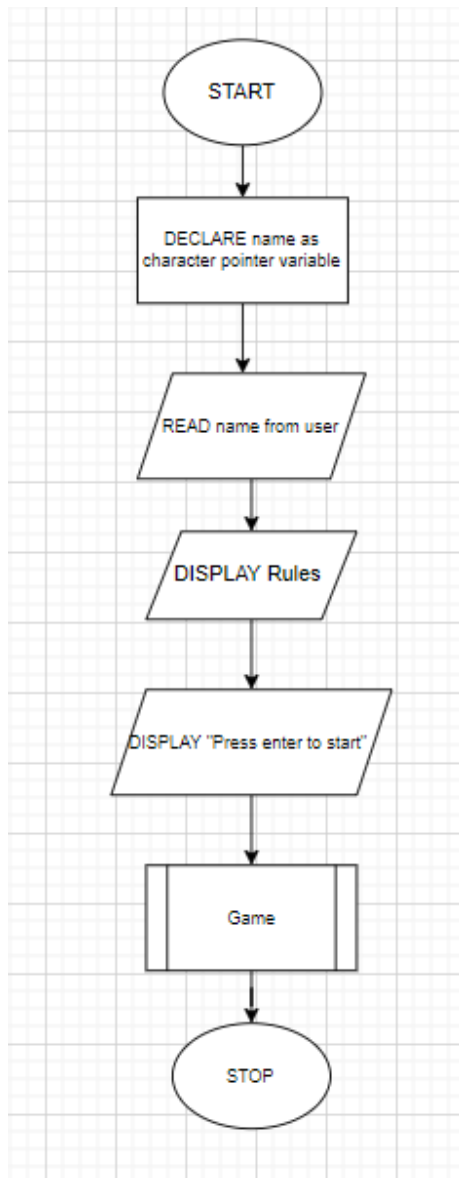 START
DECLARE name as
character pointer variable
READ name from user
DISPLAY Rules
DISPLAY "Press enter to start"
Game
STOP